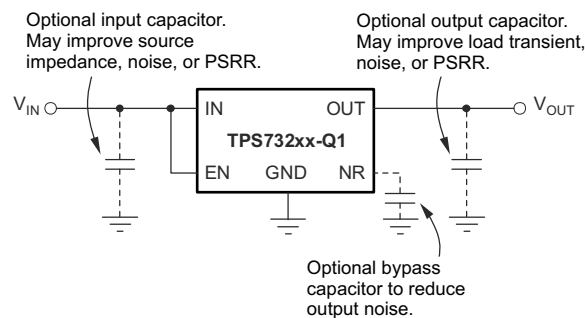 Optional input capacitor.
May improve source
impedance, noise, or PSRR.
Optional output capacitor.
May improve load transient,
noise, or PSRR.
VIN
IN
OUT
VOUT
TPS732xx-Q1
EN
GND
NR
Optional bypass
capacitor to reduce
output noise.